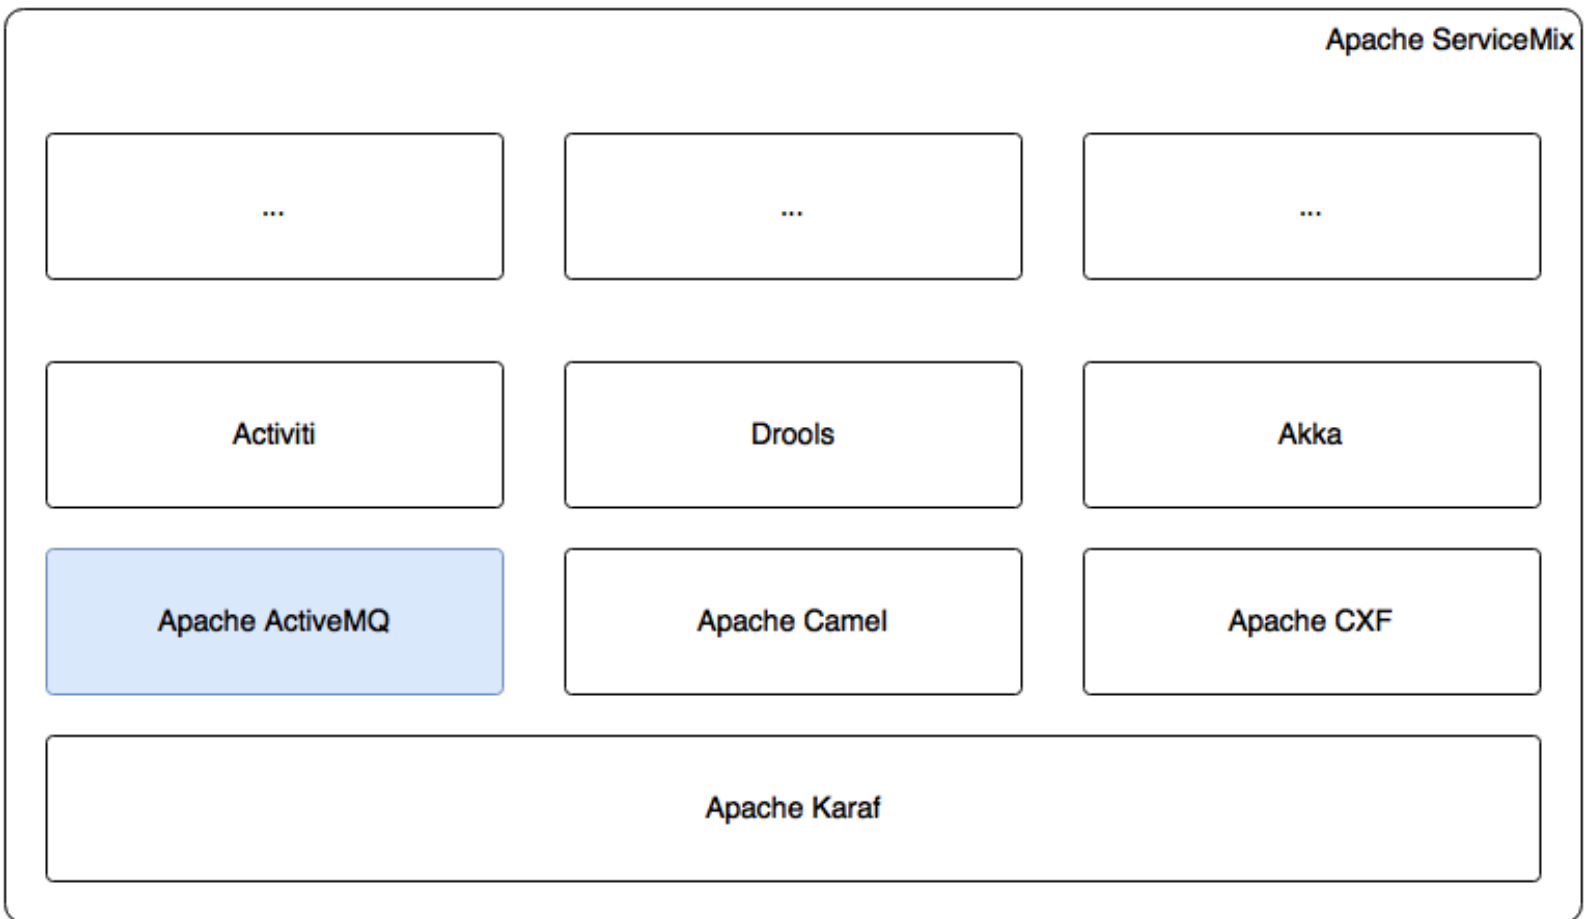 Apache ServiceMix
... ... ...
Activiti Drools Akka
Apache ActiveMQ Apache Camel Apache CXF
Apache Karaf